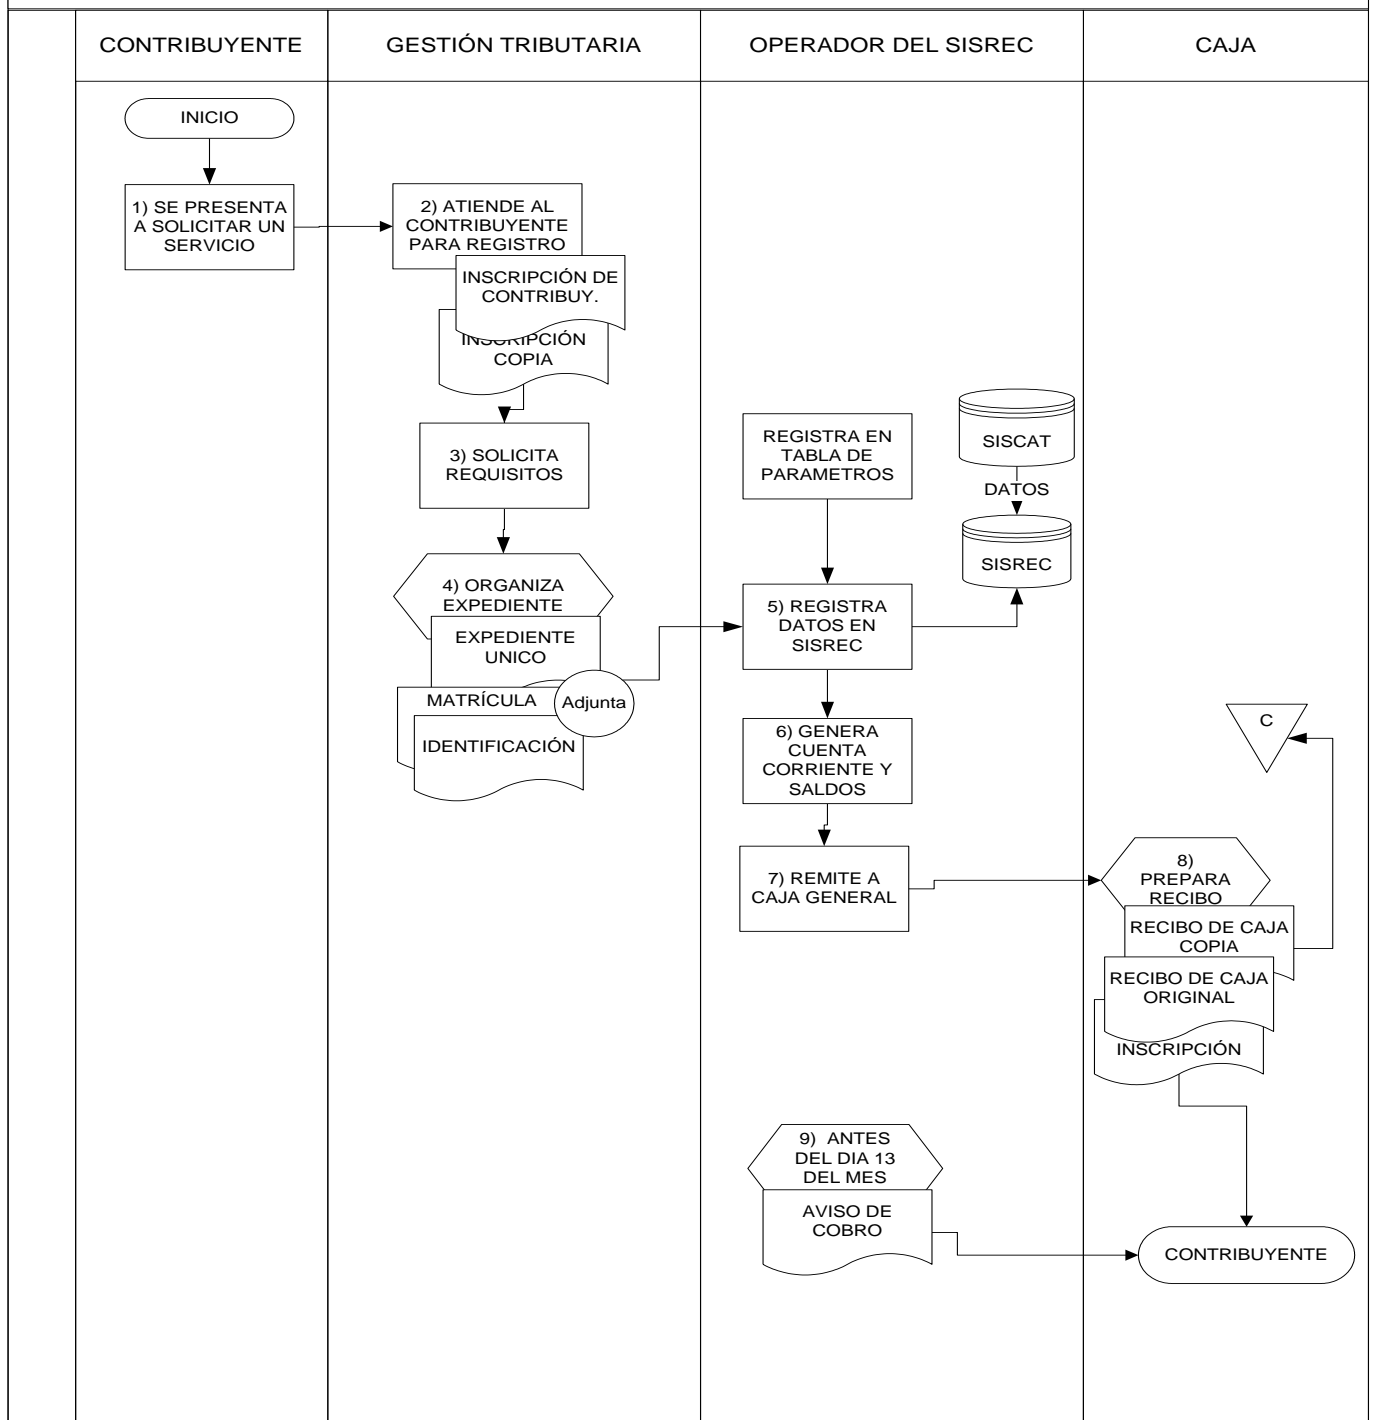 CONTRIBUYENTE
GESTIÓN TRIBUTARIA
OPERADOR DEL SISREC
CAJA
INICIO
1) SE PRESENTA
A SOLICITAR UN
SERVICIO
2) ATIENDE AL
CONTRIBUYENTE
PARA REGISTRO
INSCRIPCIÓN DE
CONTRIBUY.
INSCRIPCIÓN
COPIA
3) SOLICITA
REQUISITOS
4) ORGANIZA
EXPEDIENTE
EXPEDIENTE
UNICO
MATRÍCULA
Adjunta
IDENTIFICACIÓN
REGISTRA EN
TABLA DE
PARAMETROS
SISCAT
DATOS
SISREC
5) REGISTRA
DATOS EN
SISREC
6) GENERA
CUENTA
CORRIENTE Y
SALDOS
7) REMITE A
CAJA GENERAL
C
8)
PREPARA
RECIBO
RECIBO DE CAJA
COPIA
RECIBO DE CAJA
ORIGINAL
INSCRIPCIÓN
9) ANTES
DEL DIA 13
DEL MES
AVISO DE
COBRO
CONTRIBUYENTE